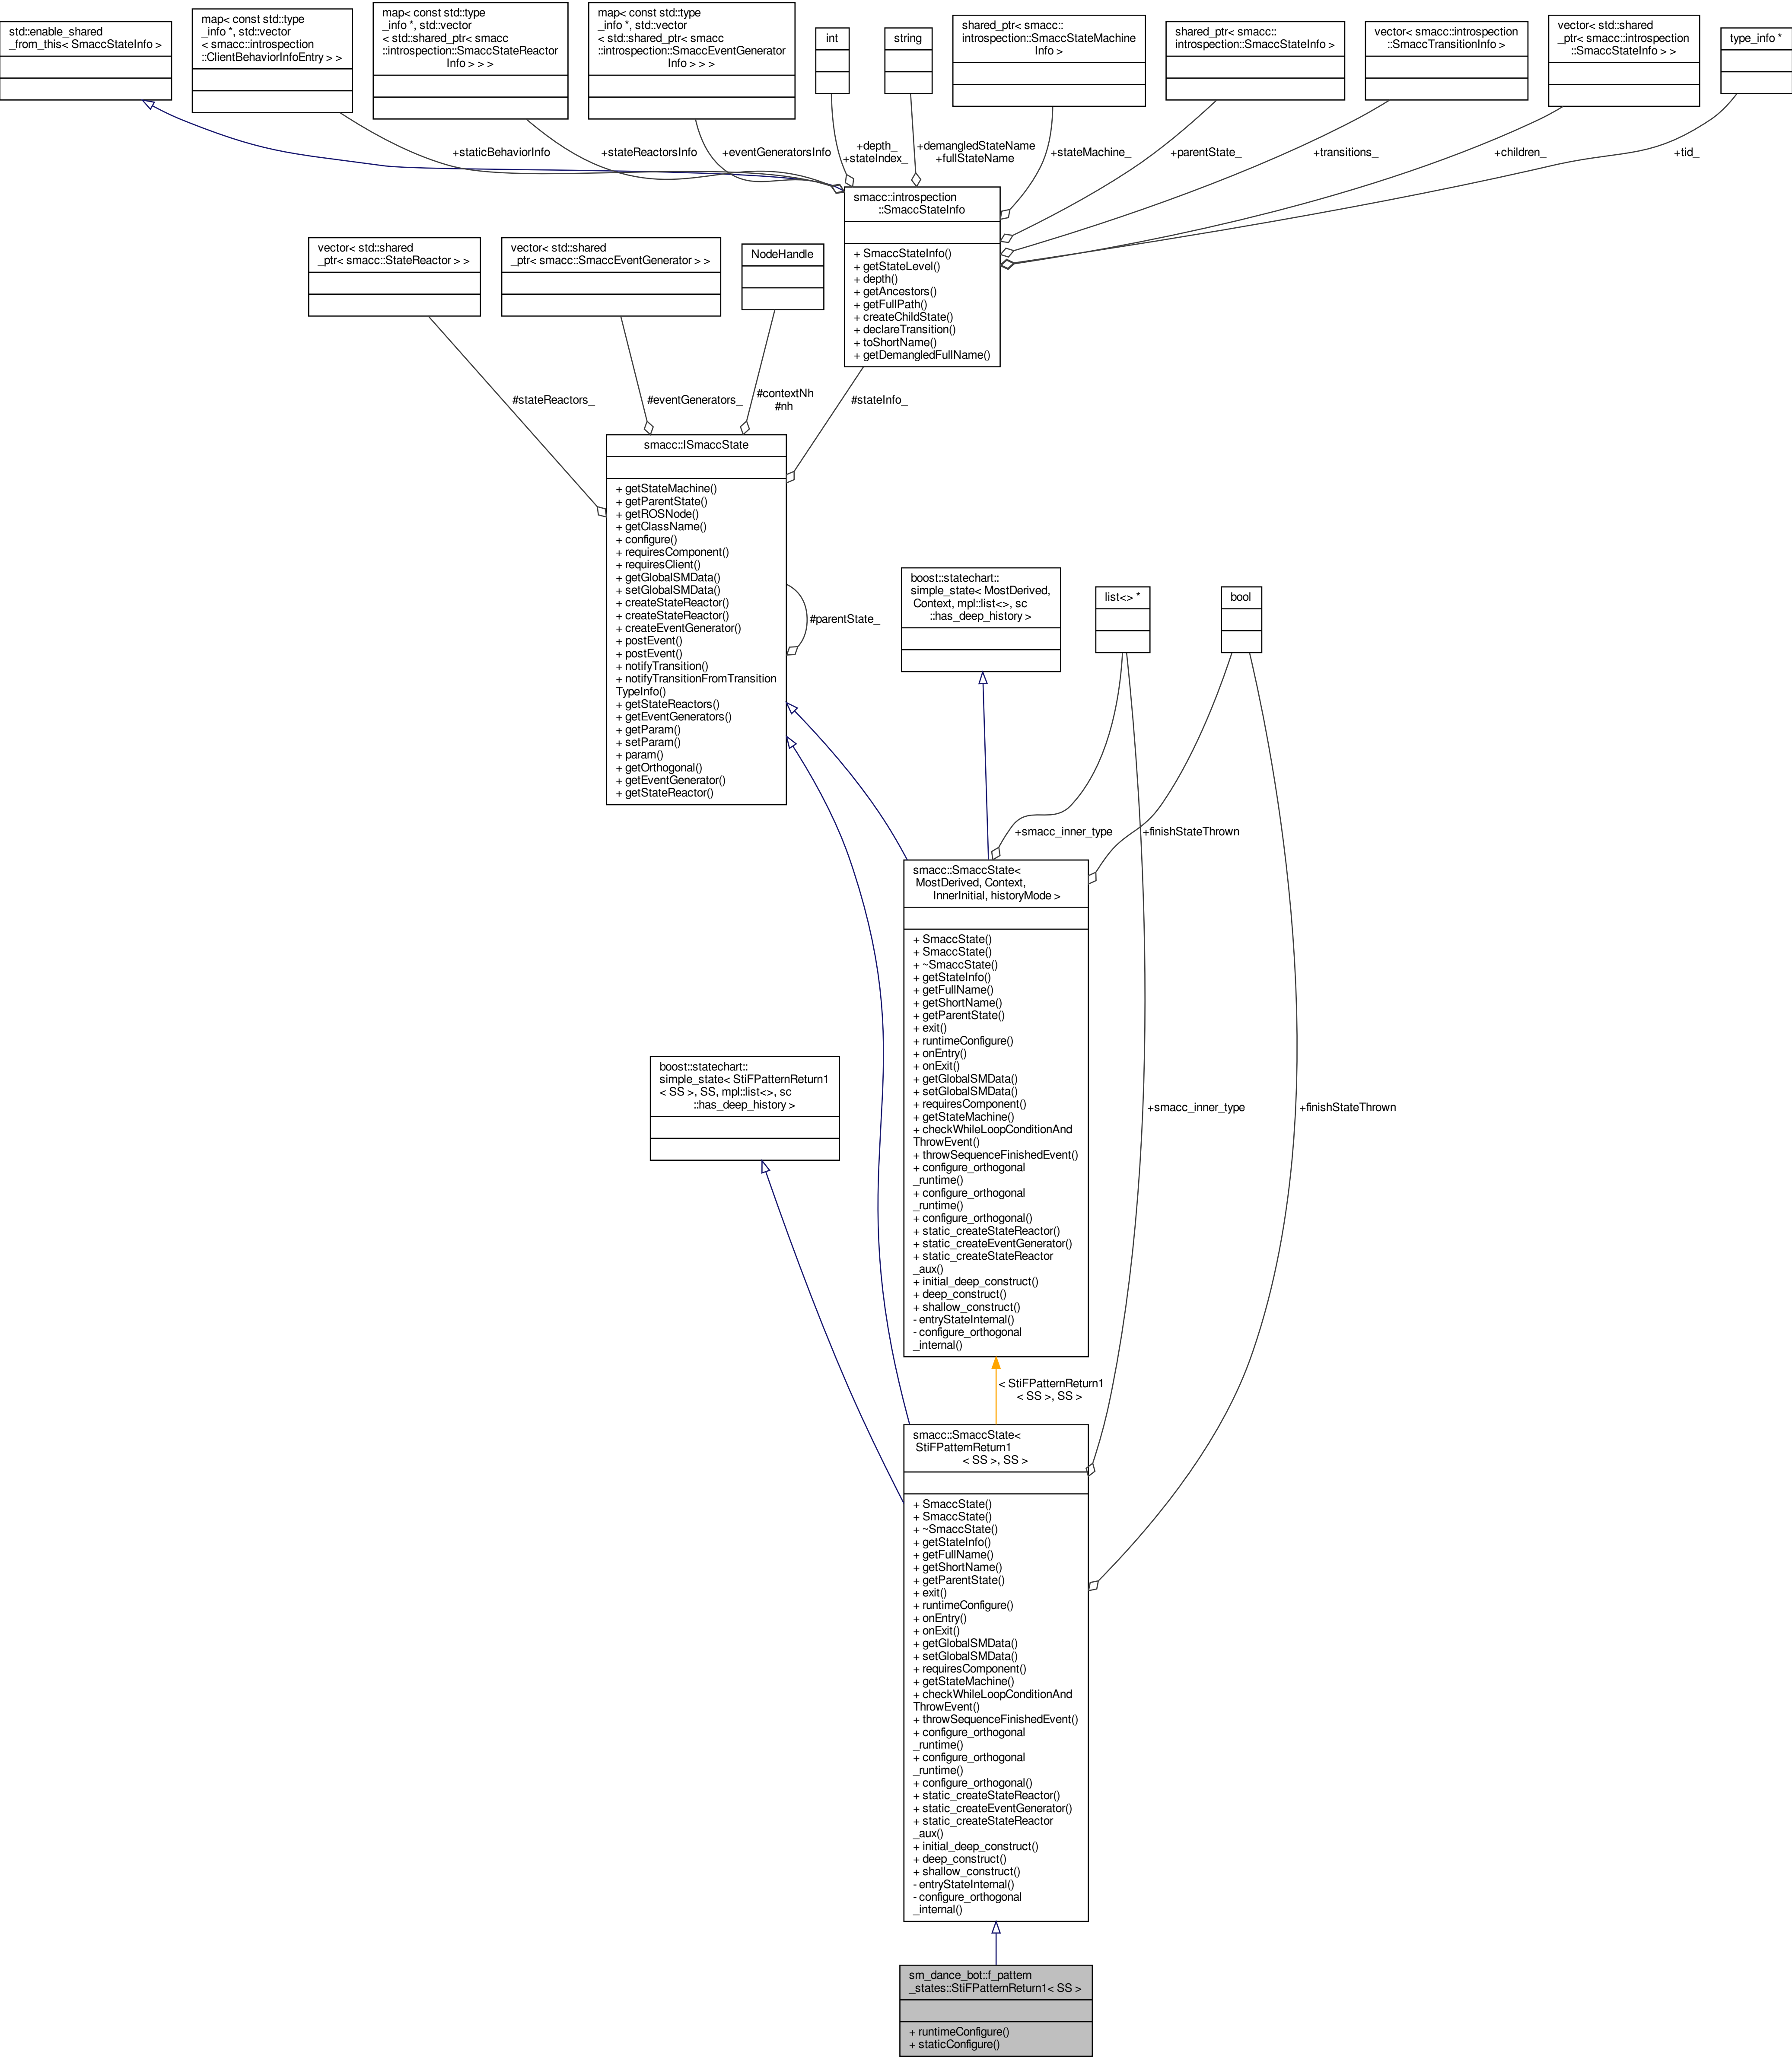 std::enable_shared
_from_this< SmaccStateInfo >
map< const std::type
_info *, std::vector
< smacc::introspection
::ClientBehaviorInfoEntry > >
map< const std::type
_info *, std::vector
< std::shared_ptr< smacc
::introspection::SmaccStateReactor
Info > > >
map< const std::type
_info *, std::vector
< std::shared_ptr< smacc
::introspection::SmaccEventGenerator
Info > > >
int
string
shared_ptr< smacc::
introspection::SmaccStateMachine
Info >
shared_ptr< smacc::
introspection::SmaccStateInfo >
vector< smacc::introspection
::SmaccTransitionInfo >
vector< std::shared
_ptr< smacc::introspection
::SmaccStateInfo > >
type_info *
+staticBehaviorInfo
+stateReactorsInfo
+eventGeneratorsInfo
+depth_
+stateIndex_
+demangledStateName
+fullStateName
+stateMachine_
+parentState_
+transitions_
+children_
+tid_
smacc::introspection
::SmaccStateInfo
+ SmaccStateInfo()
+ getStateLevel()
+ depth()
+ getAncestors()
+ getFullPath()
+ createChildState()
+ declareTransition()
+ toShortName()
+ getDemangledFullName()
vector< std::shared
_ptr< smacc::StateReactor > >
vector< std::shared
_ptr< smacc::SmaccEventGenerator > >
NodeHandle
#stateReactors_
#eventGenerators_
#contextNh
#nh
#stateInfo_
smacc::ISmaccState
+ getStateMachine()
+ getParentState()
+ getROSNode()
+ getClassName()
+ configure()
+ requiresComponent()
+ requiresClient()
+ getGlobalSMData()
+ setGlobalSMData()
+ createStateReactor()
+ createStateReactor()
+ createEventGenerator()
+ postEvent()
+ postEvent()
+ notifyTransition()
+ notifyTransitionFromTransition
TypeInfo()
+ getStateReactors()
+ getEventGenerators()
+ getParam()
+ setParam()
+ param()
+ getOrthogonal()
+ getEventGenerator()
+ getStateReactor()
#parentState_
boost::statechart::
simple_state< MostDerived,
Context, mpl::list<>, sc
::has_deep_history >
list<> *
bool
+smacc_inner_type
+finishStateThrown
smacc::SmaccState<
MostDerived, Context,
InnerInitial, historyMode >
+ SmaccState()
+ SmaccState()
+ ~SmaccState()
+ getStateInfo()
+ getFullName()
+ getShortName()
+ getParentState()
+ exit()
+ runtimeConfigure()
+ onEntry()
+ onExit()
+ getGlobalSMData()
+ setGlobalSMData()
+ requiresComponent()
+ getStateMachine()
+ checkWhileLoopConditionAnd
ThrowEvent()
+ throwSequenceFinishedEvent()
+ configure_orthogonal
_runtime()
+ configure_orthogonal
_runtime()
+ configure_orthogonal()
+ static_createStateReactor()
+ static_createEventGenerator()
+ static_createStateReactor
_aux()
+ initial_deep_construct()
+ deep_construct()
+ shallow_construct()
- entryStateInternal()
- configure_orthogonal
_internal()
boost::statechart::
simple_state< StiFPatternReturn1
< SS >, SS, mpl::list<>, sc
::has_deep_history >
+smacc_inner_type
+finishStateThrown
< StiFPatternReturn1
< SS >, SS >
smacc::SmaccState<
StiFPatternReturn1
< SS >, SS >
+ SmaccState()
+ SmaccState()
+ ~SmaccState()
+ getStateInfo()
+ getFullName()
+ getShortName()
+ getParentState()
+ exit()
+ runtimeConfigure()
+ onEntry()
+ onExit()
+ getGlobalSMData()
+ setGlobalSMData()
+ requiresComponent()
+ getStateMachine()
+ checkWhileLoopConditionAnd
ThrowEvent()
+ throwSequenceFinishedEvent()
+ configure_orthogonal
_runtime()
+ configure_orthogonal
_runtime()
+ configure_orthogonal()
+ static_createStateReactor()
+ static_createEventGenerator()
+ static_createStateReactor
_aux()
+ initial_deep_construct()
+ deep_construct()
+ shallow_construct()
- entryStateInternal()
- configure_orthogonal
_internal()
sm_dance_bot::f_pattern
_states::StiFPatternReturn1< SS >
+ runtimeConfigure()
+ staticConfigure()